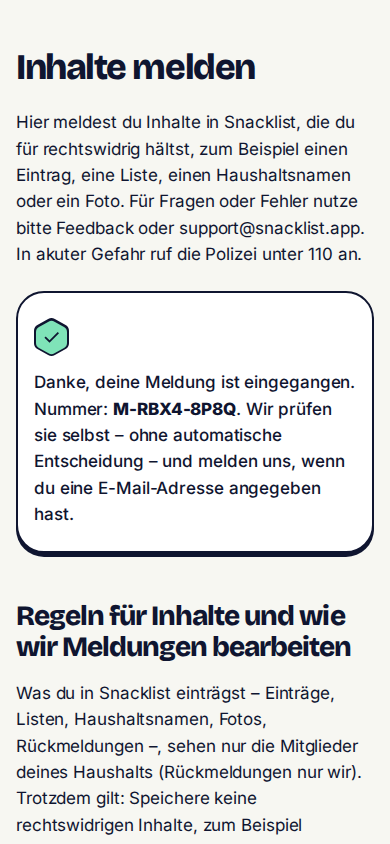 Inhalte melden
Hier meldest du Inhalte in Snacklist, die du
für rechtswidrig hältst, zum Beispiel einen
Eintrag, eine Liste, einen Haushaltsnamen
oder ein Foto. Für Fragen oder Fehler nutze
bitte Feedback oder support@snacklist.app.
In akuter Gefahr ruf die Polizei unter 110 an.
Danke, deine Meldung ist eingegangen.
Nummer: M-RBX4-8P8Q. Wir prüfen
sie selbst – ohne automatische
Entscheidung – und melden uns, wenn
du eine E-Mail-Adresse angegeben
hast.
Regeln für Inhalte und wie
wir Meldungen bearbeiten
Was du in Snacklist einträgst – Einträge,
Listen, Haushaltsnamen, Fotos,
Rückmeldungen –, sehen nur die Mitglieder
deines Haushalts (Rückmeldungen nur wir).
Trotzdem gilt: Speichere keine
rechtswidrigen Inhalte, zum Beispiel